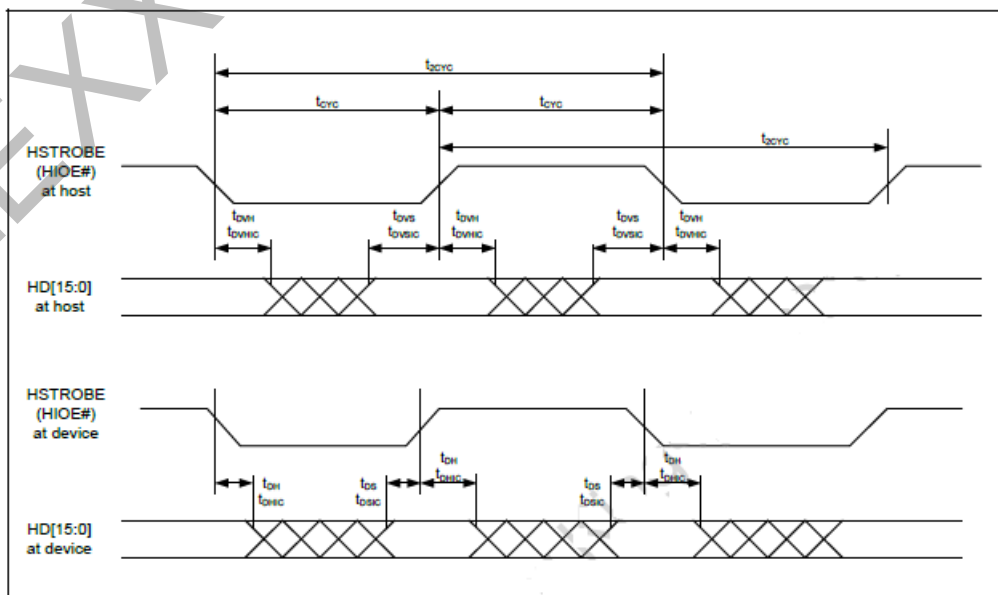 EXX
t2CYC
tCYC tCYC
t2CYC
HSTROBE
(HIOE#)
at host
tDVH tDVS tDVH tDVS tDVH
tDVHIC tDVSIC tDVHIC tDVSIC tDVHIC
HD[15:0]
at host
HSTROBE
(HIOE#)
at device
tDH tDS tDH tDS tDH
tDHIC tDSIC tDHIC tDSIC tDHIC
HD[15:0]
at device